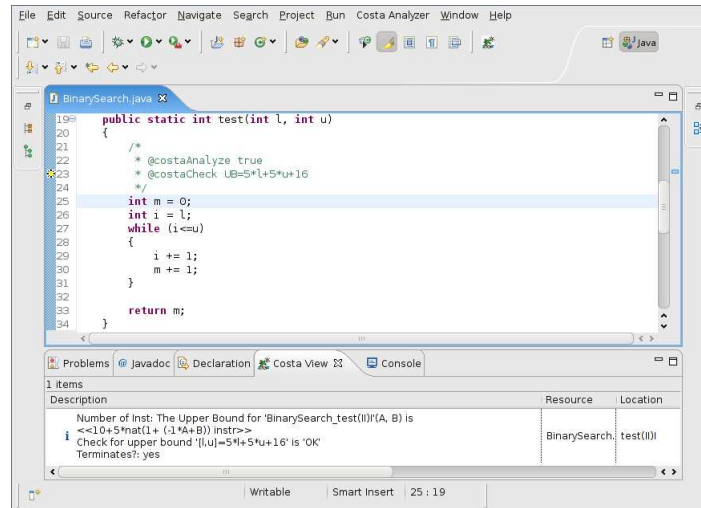 File Edit Source Refactor Navigate Search Project Run Costa Analyzer Window Help
Java
BinarySearch.java
19 public static int test(int l, int u)
20 {
21 /*
22 * @costaAnalyze true
23 * @costaCheck UB=5*l+5*u+16
24 */
25 int m = 0;
26 int i = l;
27 while (i<=u)
28 {
29 i += 1;
30 m += 1;
31 }
32
33 return m;
34 }
Problems @ Javadoc Declaration Costa View Console
1 items
Description Resource Location
Number of Inst: The Upper Bound for 'BinarySearch_test(II)I'(A, B) is
<<10+5*nat(1+ (-1*A+B)) instr>>
Check for upper bound '[l,u]=5*l+5*u+16' is 'OK'
Terminates?: yes
BinarySearch. test(II)I
Writable Smart Insert 25 : 19